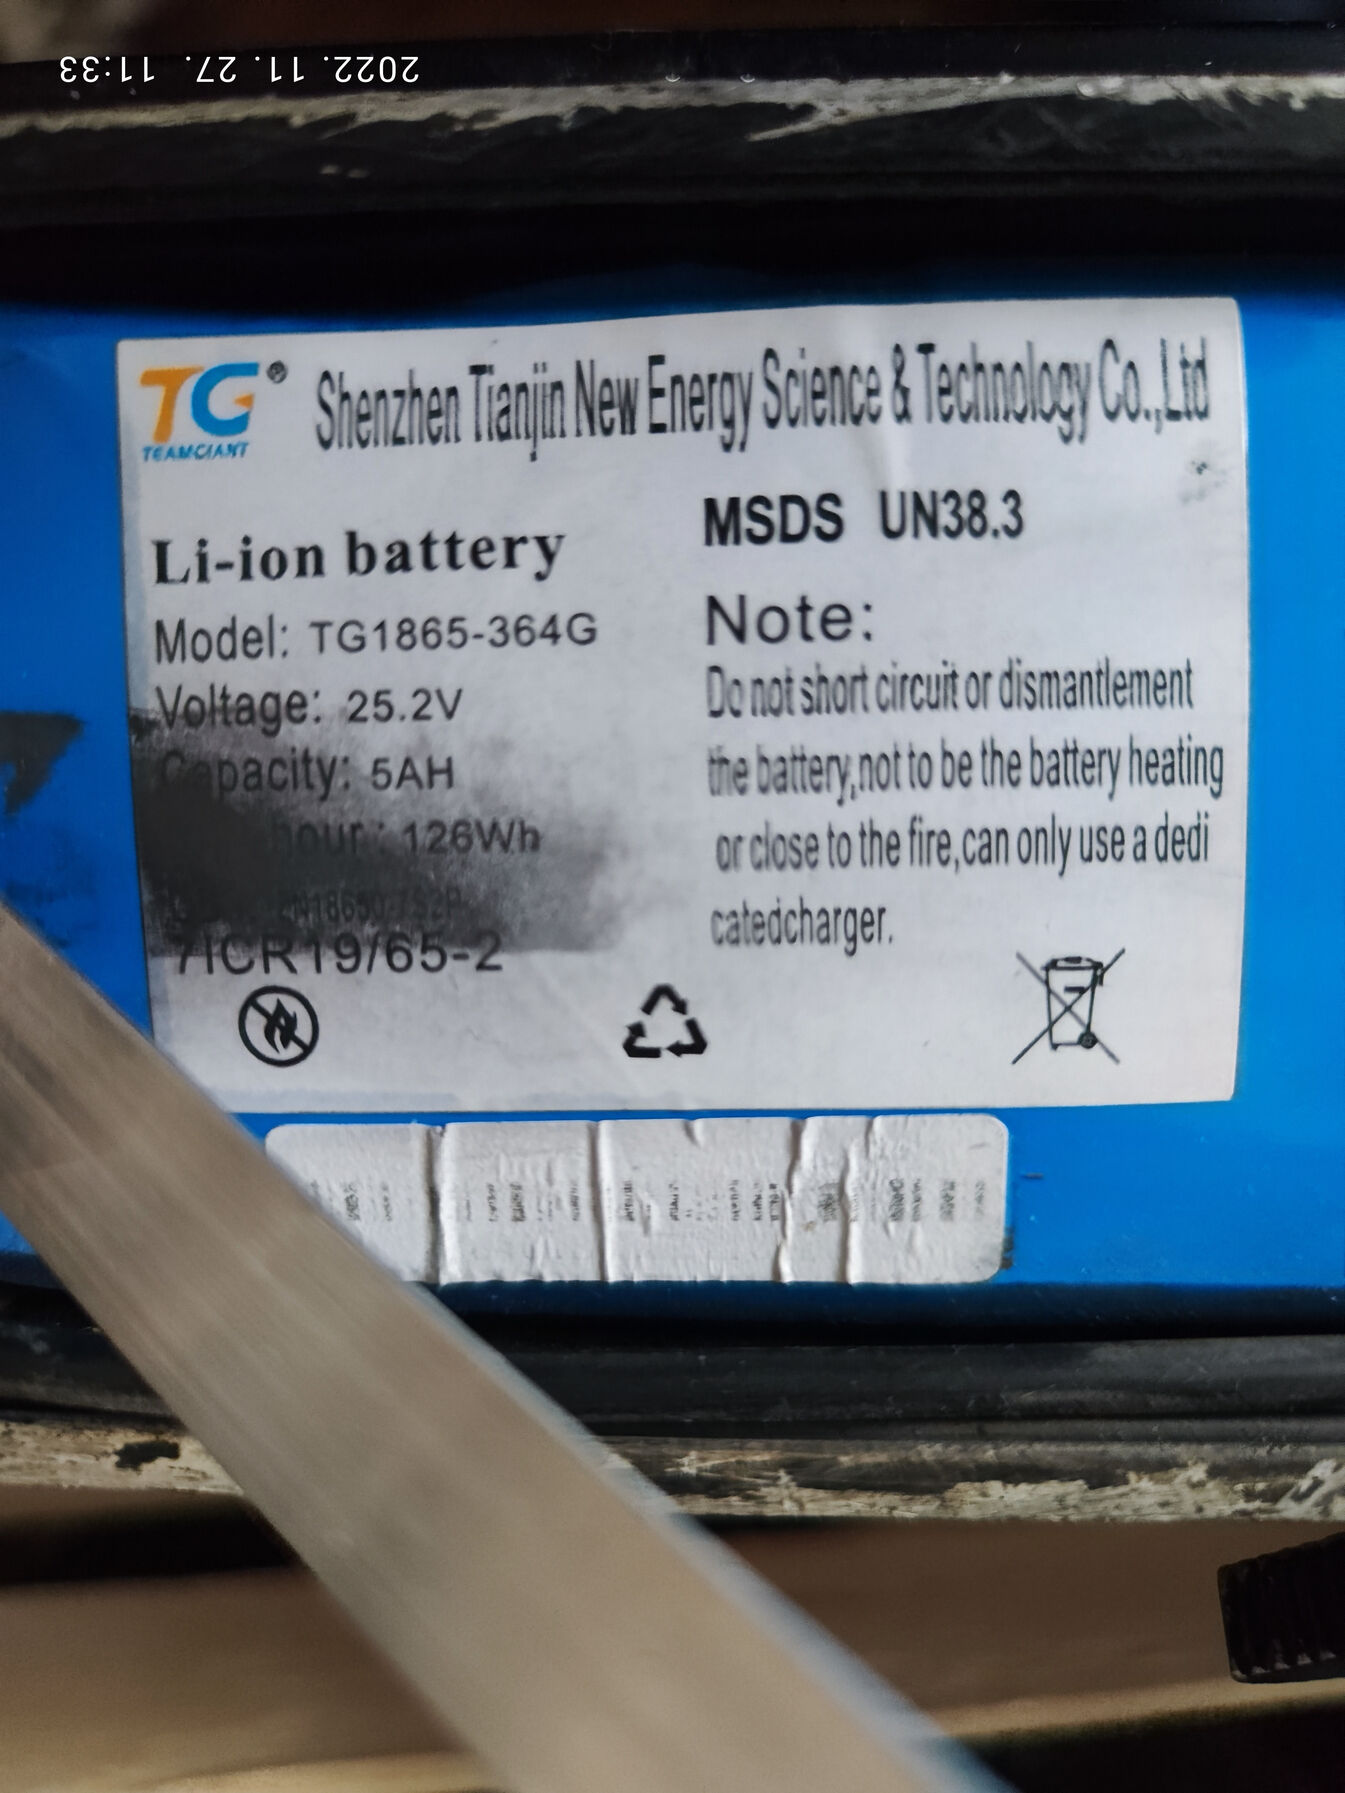 2022. 11. 27. 11:33
TG®
TEAMGIANT
Shenzhen Tianjin New Energy Science & Technology Co.,Ltd
Li-ion battery
Model: TG1865-364G
Voltage: 25.2V
Capacity: 5AH
hour: 126Wh
N18650-7S2P
7ICR19/65-2
MSDS UN38.3
Note:
Do not short circuit or dismantlement
the battery,not to be the battery heating
or close to the fire,can only use a dedi
catedcharger.